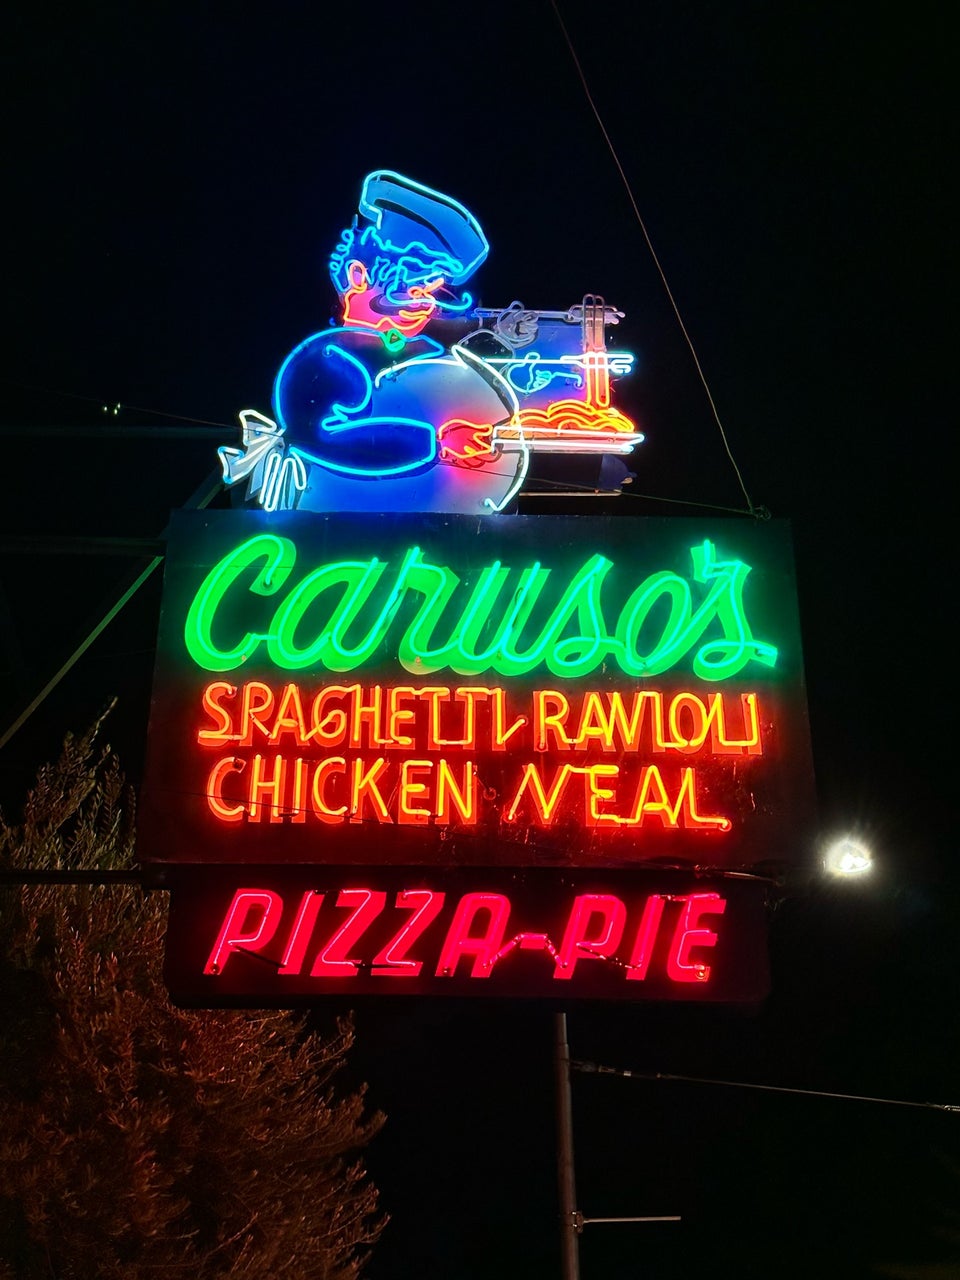 Caruso's
SPAGHETTI RAVIOLI
CHICKEN VEAL
PIZZA-PIE